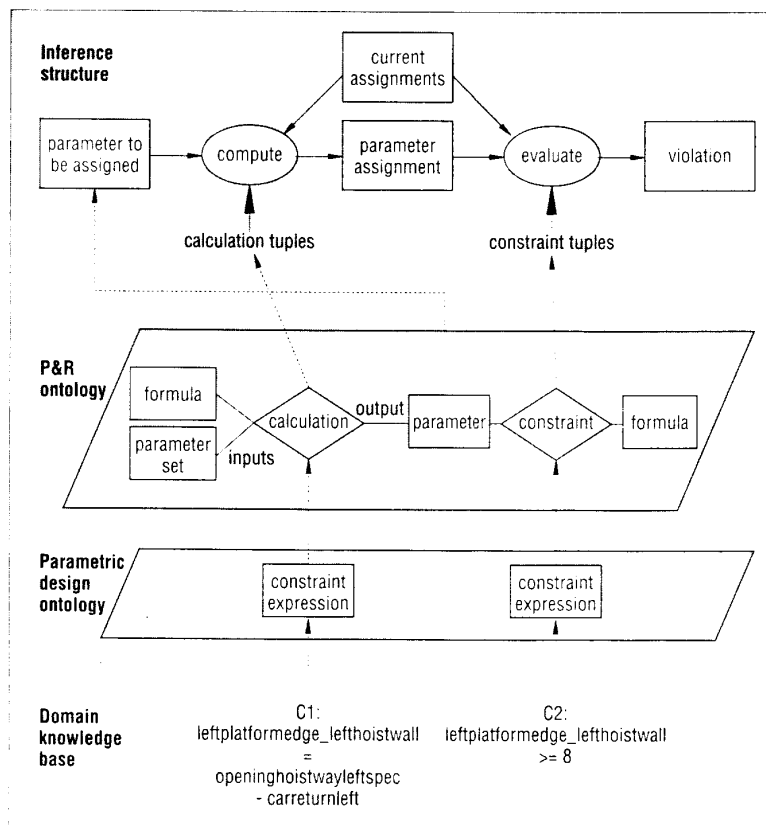 Inference
structure
current
assignments
parameter to
be assigned
compute
parameter
assignment
evaluate
violation
calculation tuples
constraint tuples
P&R
ontology
formula
parameter
set
inputs
calculation
output
parameter
constraint
formula
Parametric
design
ontology
constraint
expression
constraint
expression
Domain
knowledge
base
C1:
leftplatformedge_lefthoistwall
=
openinghoistwayleftspec
- carreturnleft
C2:
leftplatformedge_lefthoistwall
>= 8